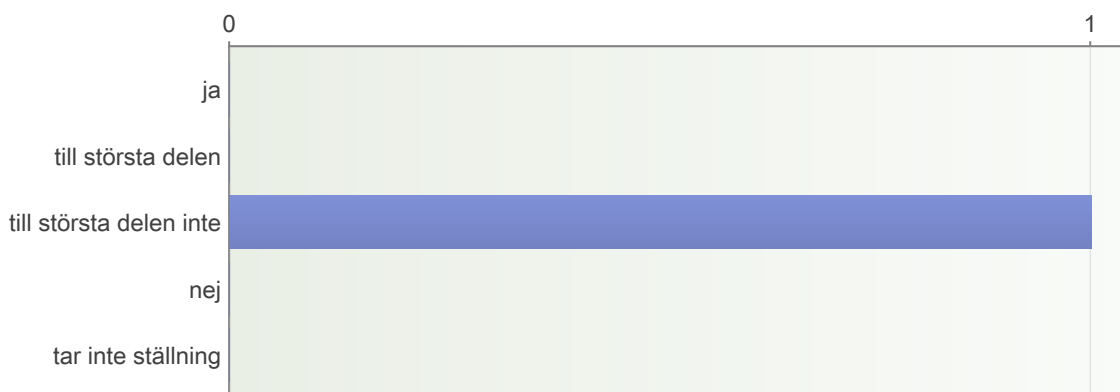 0 1
ja
till största delen
till största delen inte
nej
tar inte ställning